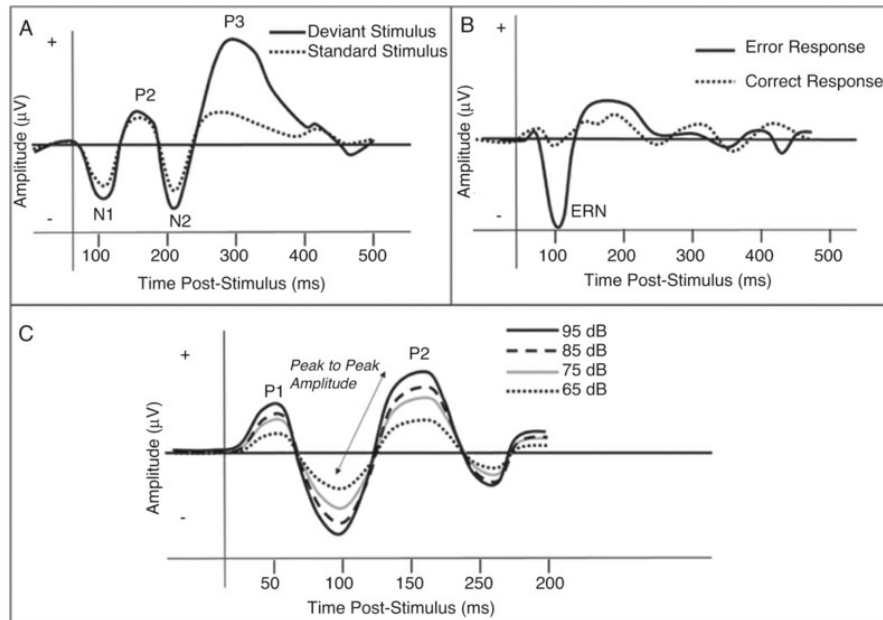 A
+
P3
Deviant Stimulus
Standard Stimulus
P2
Amplitude (µV)
N1
N2
-
100 200 300 400 500
Time Post-Stimulus (ms)
B
+
Error Response
Correct Response
Amplitude (µV)
ERN
-
100 200 300 400 500
Time Post-Stimulus (ms)
C
+
P1
Peak to Peak
Amplitude
P2
95 dB
85 dB
75 dB
65 dB
Amplitude (µV)
-
50 100 150 250 200
Time Post-Stimulus (ms)